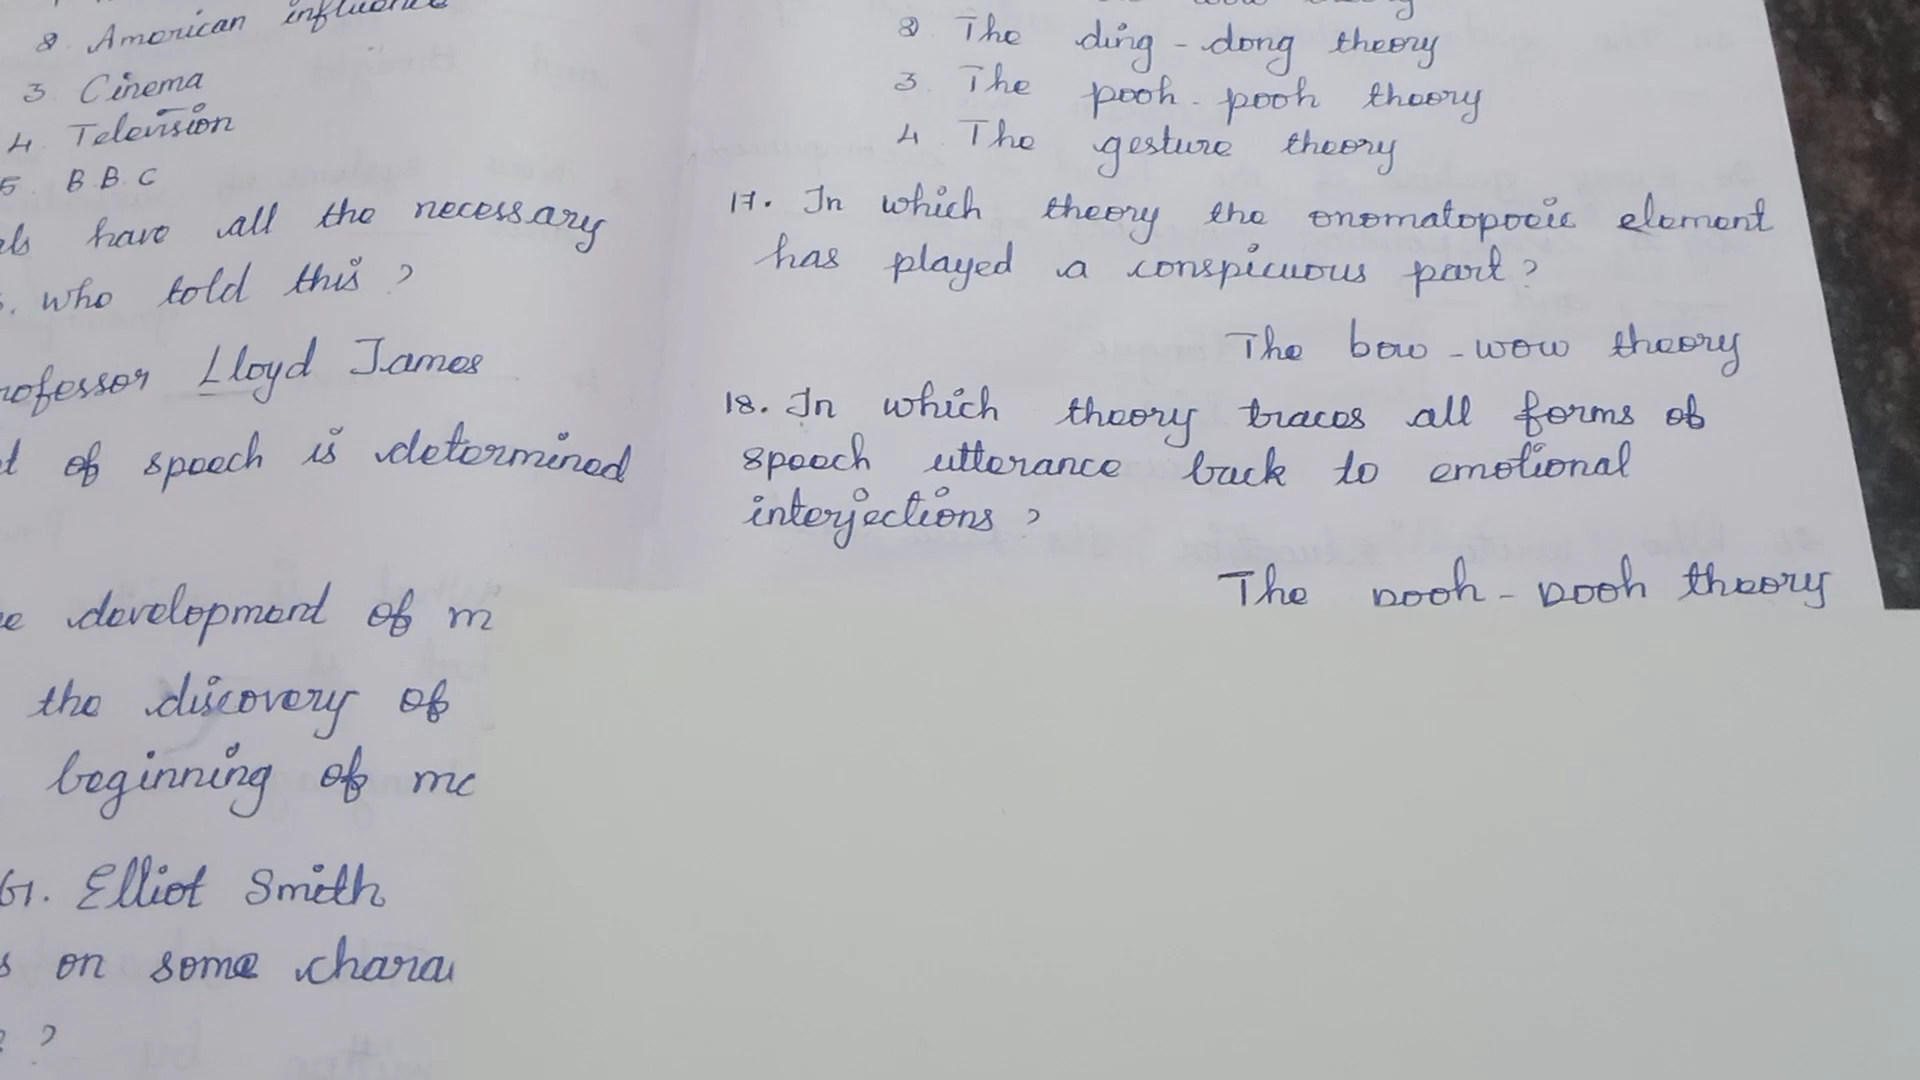 2 American influence
3 Cinema
4. Television
5. B B C
have all the necessary
who told this?
Professor Lloyd James
of speech is determined
development of m
the discovery of
beginning of
G. Elliot Smith
on some
?
2 The ding-dong theory
3. The pooh-pooh theory
4 The gesture theory
17. In which theory the onomatopoeic element
has played a conspicuous part?
The bow-wow theory
18. In which theory traces all forms of
speech utterance back to emotional
interjections?
The pooh-pooh theory